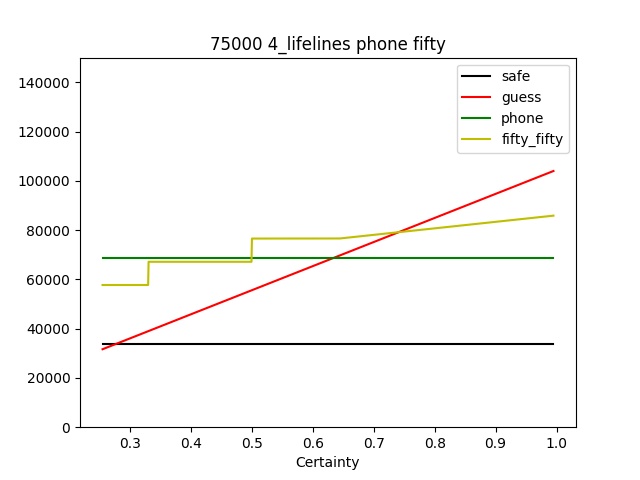 75000 4_lifelines phone fifty
safe
guess
phone
fifty_fifty
140000
120000
100000
80000
60000
40000
20000
0
0.3 0.4 0.5 0.6 0.7 0.8 0.9 1.0
Certainty